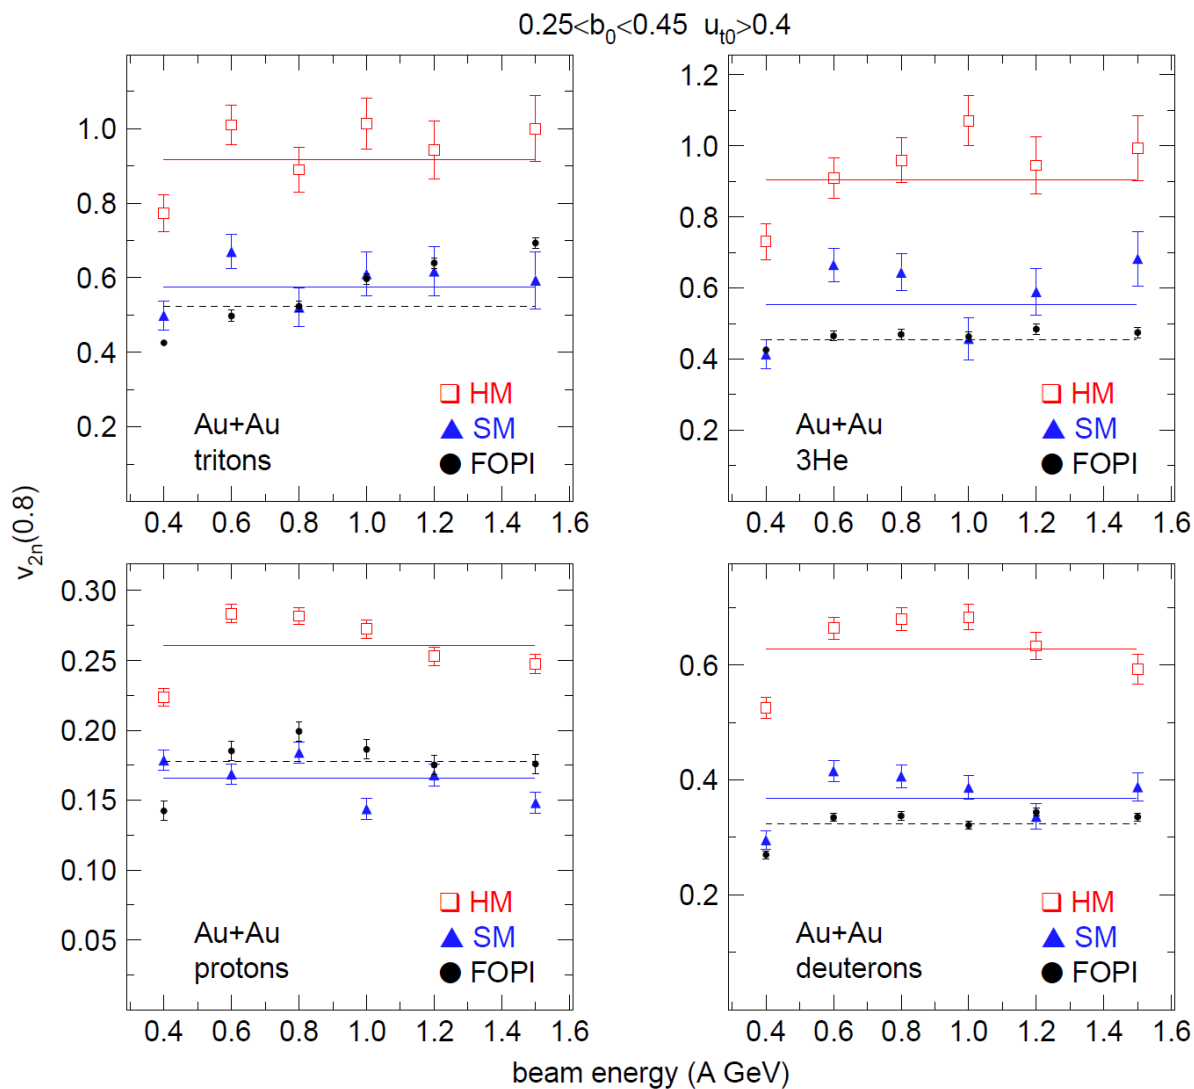 0.25<b0<0.45 ut0>0.4
1.0
0.8
0.6
0.4
0.2
HM
SM
FOPI
Au+Au
tritons
0.4 0.6 0.8 1.0 1.2 1.4 1.6
1.2
1.0
0.8
0.6
0.4
0.2
HM
SM
FOPI
Au+Au
3He
0.4 0.6 0.8 1.0 1.2 1.4 1.6
v2n(0.8)
0.30
0.25
0.20
0.15
0.10
0.05
HM
SM
FOPI
Au+Au
protons
0.4 0.6 0.8 1.0 1.2 1.4 1.6
0.6
0.4
0.2
HM
SM
FOPI
Au+Au
deuterons
0.4 0.6 0.8 1.0 1.2 1.4 1.6
beam energy (A GeV)